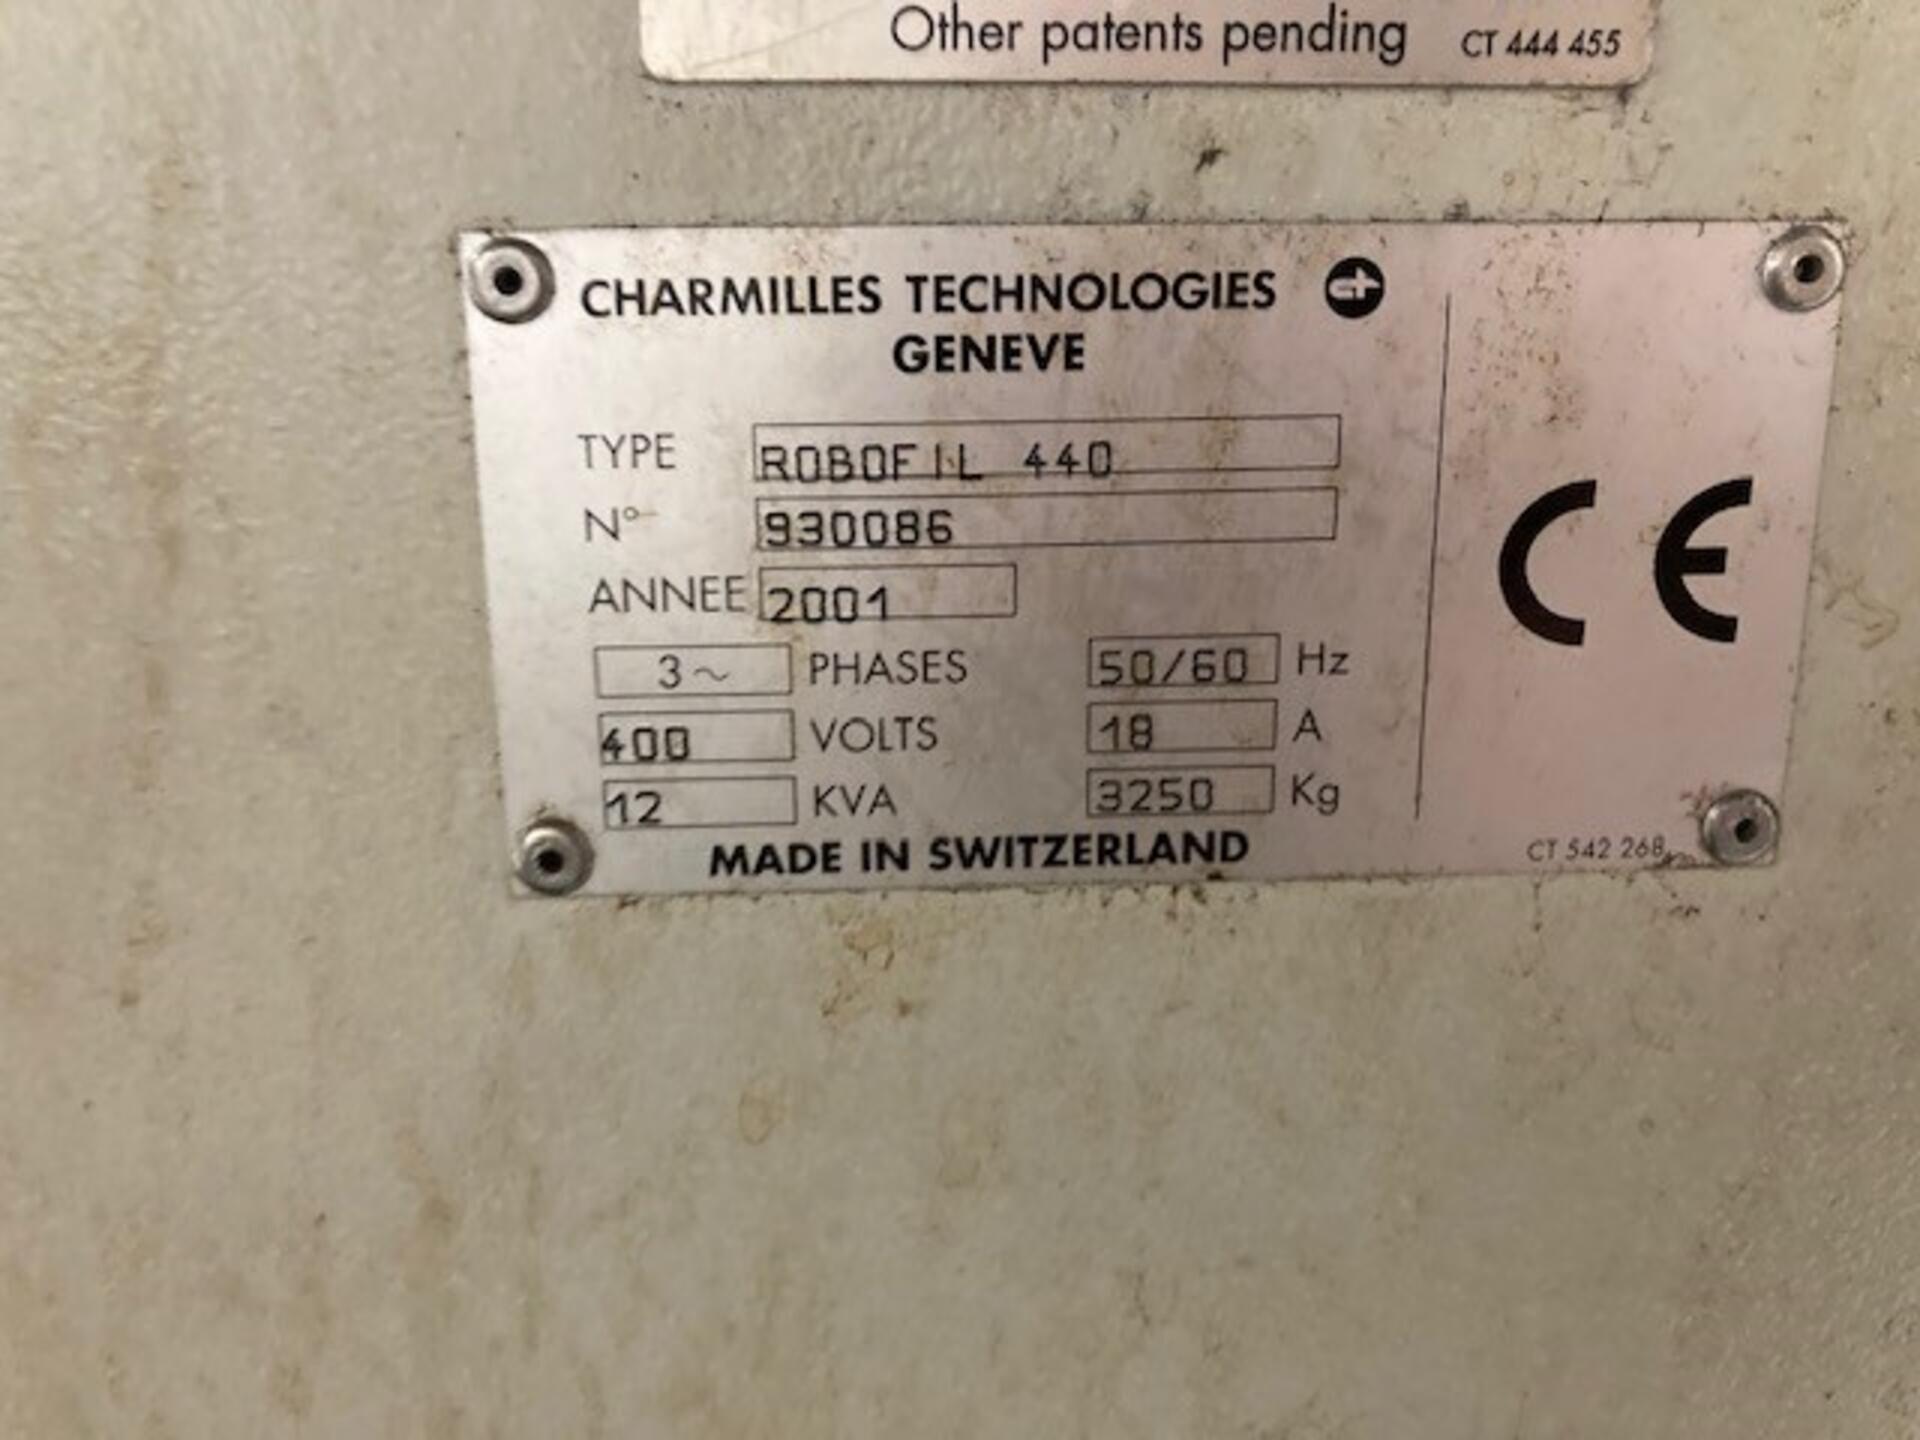 Other patents pending CT 444 455
CHARMILLES TECHNOLOGIES
GENEVE
TYPE ROBOFIL 440
N° 930086
ANNEE 2001
3~ PHASES 50/60 Hz
400 VOLTS 18 A
12 KVA 3250 Kg
MADE IN SWITZERLAND
CE
CT 542 268